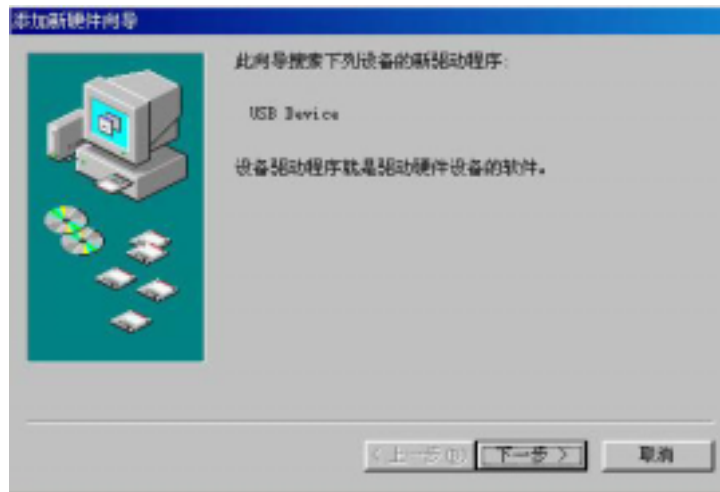 添加新硬件向导
此向导搜索下列设备的新驱动程序:
USB Device
设备驱动程序就是驱动硬件设备的软件。
<上一步(B) 下一步 > 取消